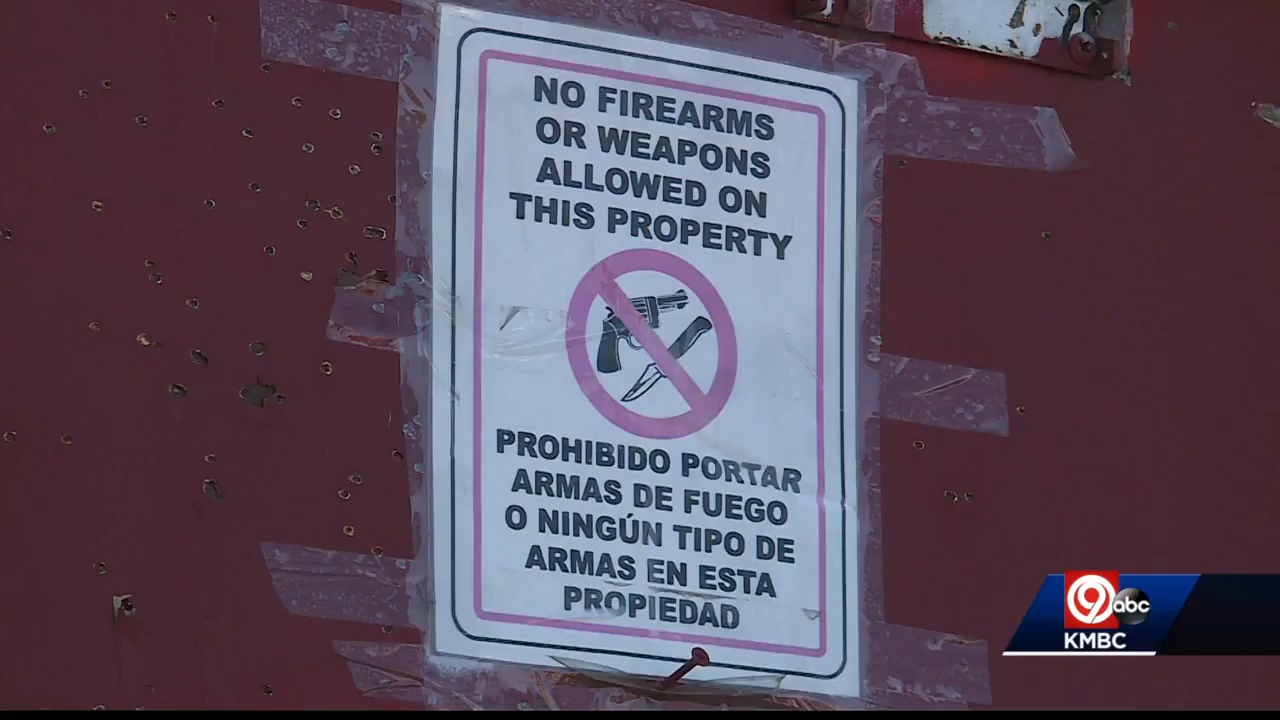 NO FIREARMS
OR WEAPONS
ALLOWED ON
THIS PROPERTY
PROHIBIDO PORTAR
ARMAS DE FUEGO
O NINGÚN TIPO DE
ARMAS EN ESTA
PROPIEDAD
9 abc
KMBC